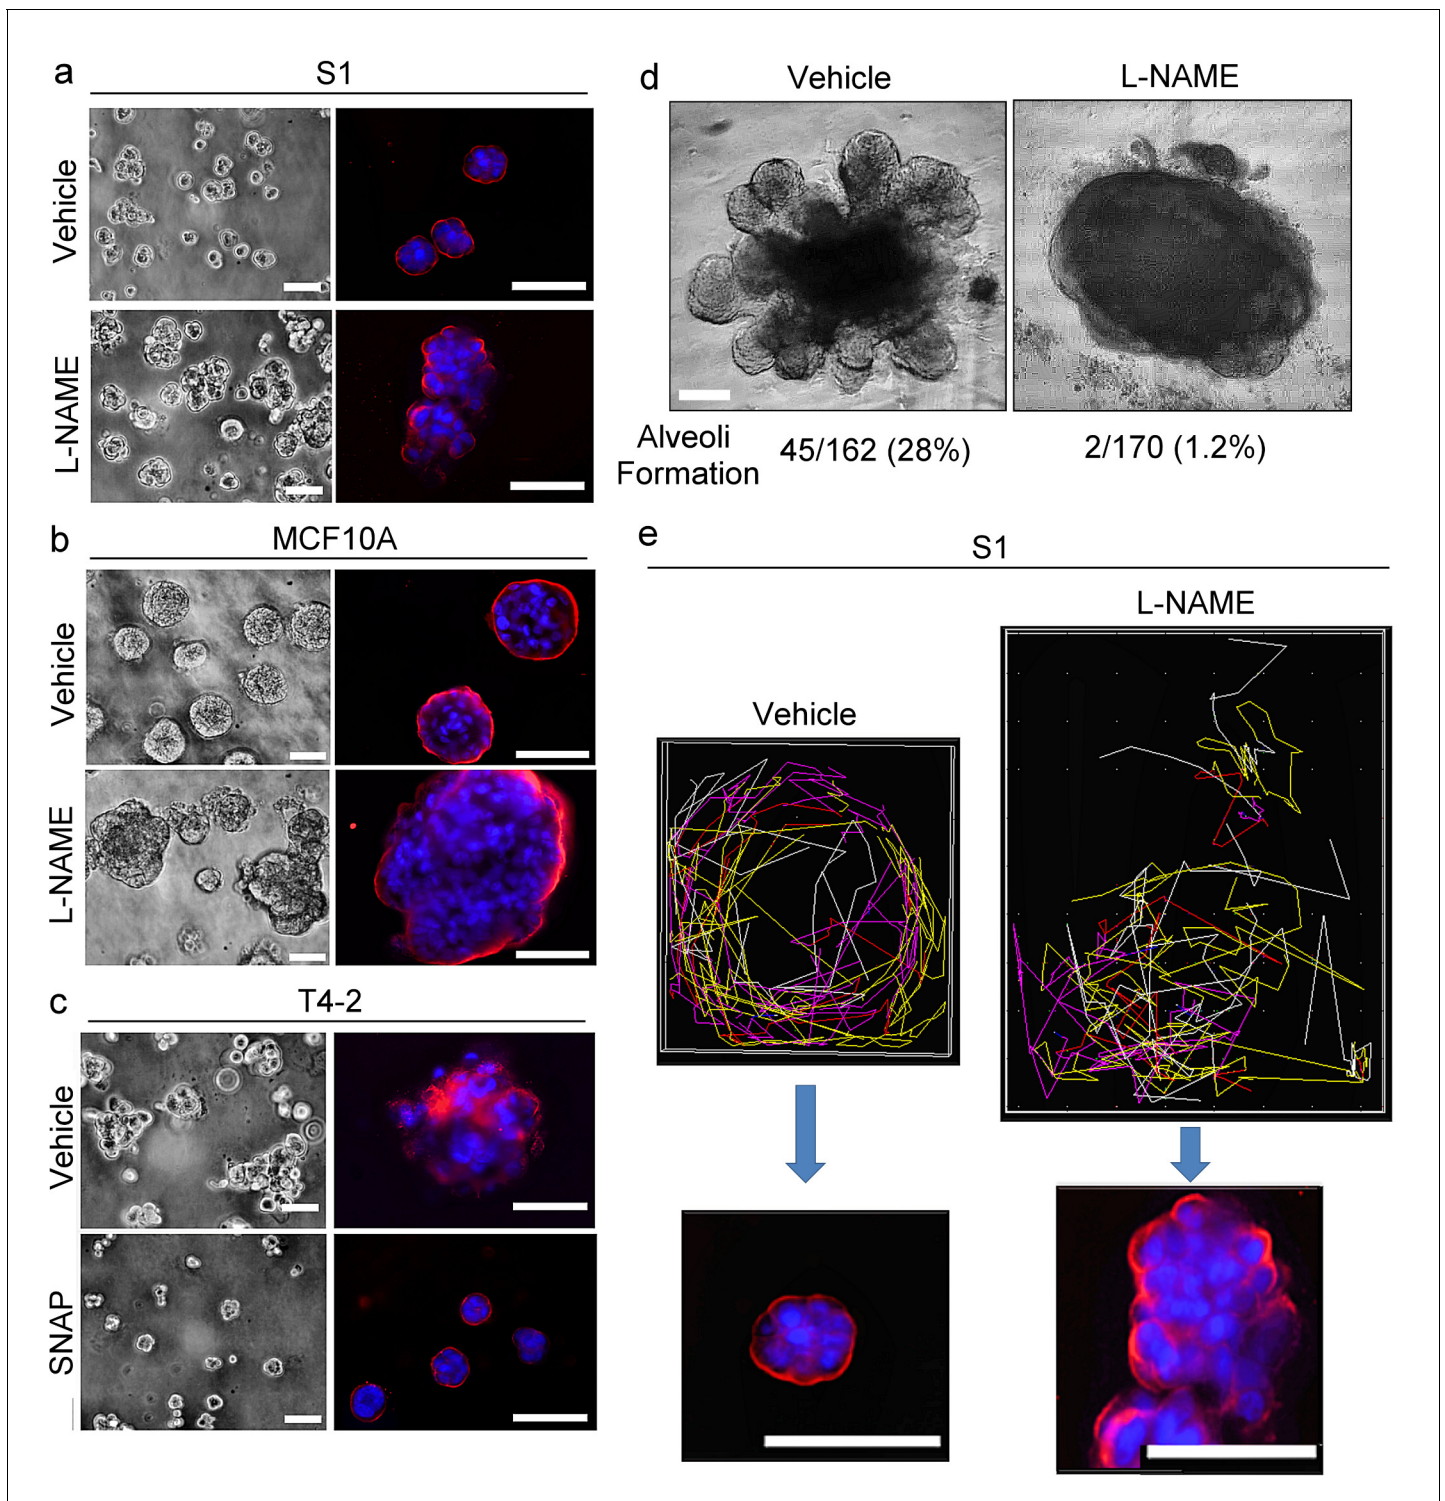 a
S1
Vehicle
L-NAME
b
MCF10A
Vehicle
L-NAME
c
T4-2
Vehicle
SNAP
d
Vehicle
L-NAME
Alveoli
Formation
45/162 (28%)
2/170 (1.2%)
e
S1
Vehicle
L-NAME